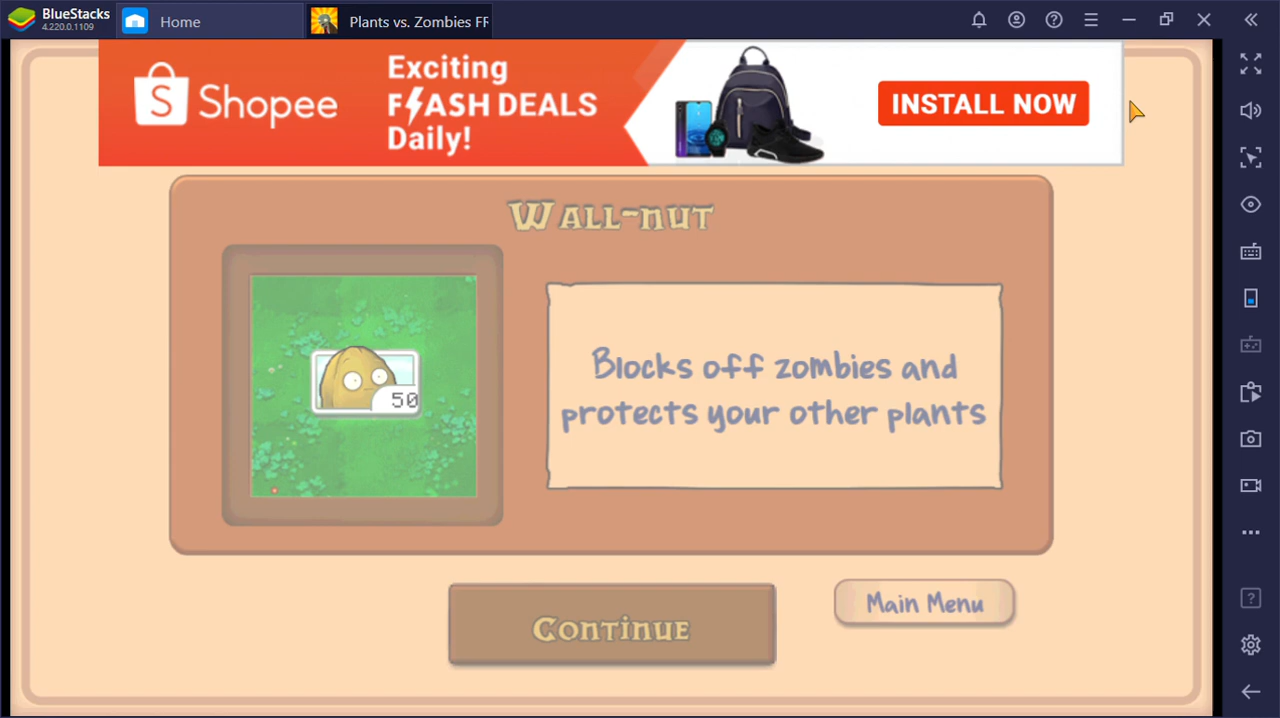 BlueStacks
4.220.0.1109
Home
Plants vs. Zombies FF
Shopee
Exciting
FLASH DEALS
Daily!
INSTALL NOW
Wall-nut
50
Blocks off zombies and
protects your other plants
Continue
Main Menu